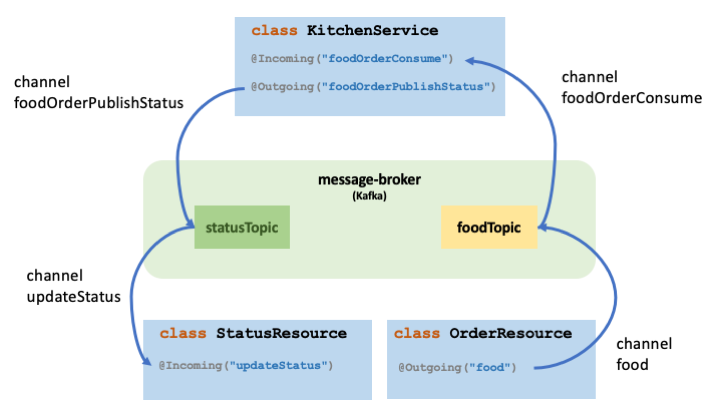 class KitchenService
@Incoming("foodOrderConsume")
@Outgoing("foodOrderPublishStatus")
channel
foodOrderPublishStatus
channel
foodOrderConsume
message-broker
(Kafka)
statusTopic
foodTopic
channel
updateStatus
class StatusResource
@Incoming("updateStatus")
class OrderResource
@Outgoing("food")
channel
food